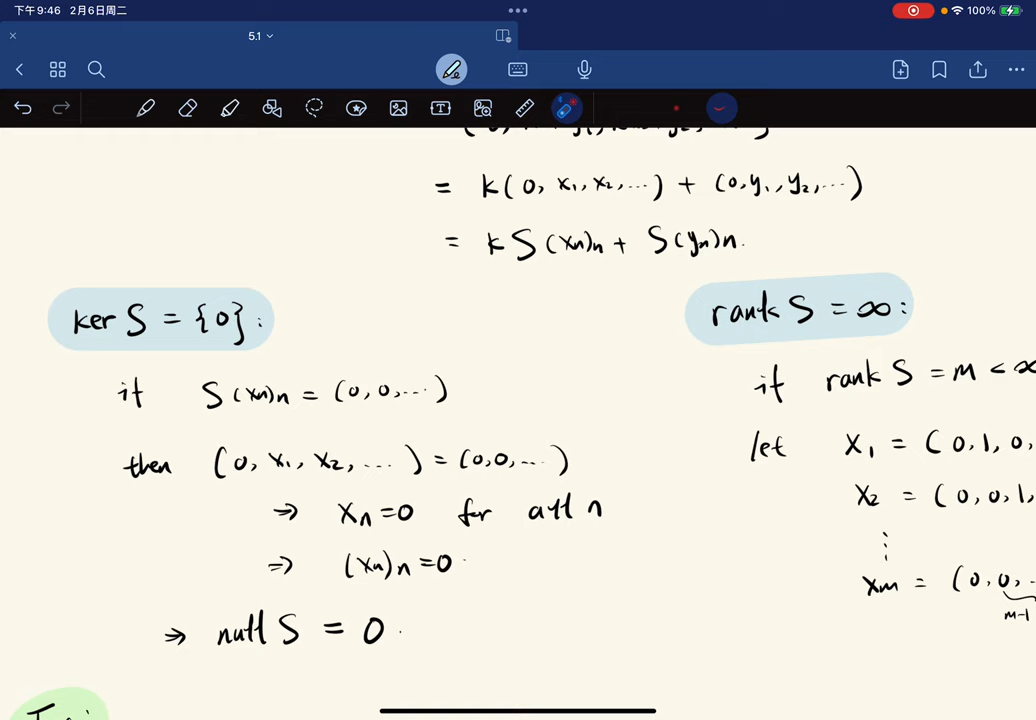 下午9:46 2月6日周二
100%
5.1
= k(0, x₁, x₂, ...) + (0, y₁, y₂, ...)
= k S (xn)n + S(yn)n.
ker S = {0}:
if S (xn)n = (0, 0, ...)
then (0, x₁, x₂, ...) = (0,0, ...)
⇒ xn = 0 for all n
⇒ (xn)n = 0.
⇒ null S = 0.
rank S = ∞:
if rank S = m < ∞
let x₁ = (0, 1, 0,
x₂ = (0, 0, 1,
⋮
xm = (0, 0, ..
m-1